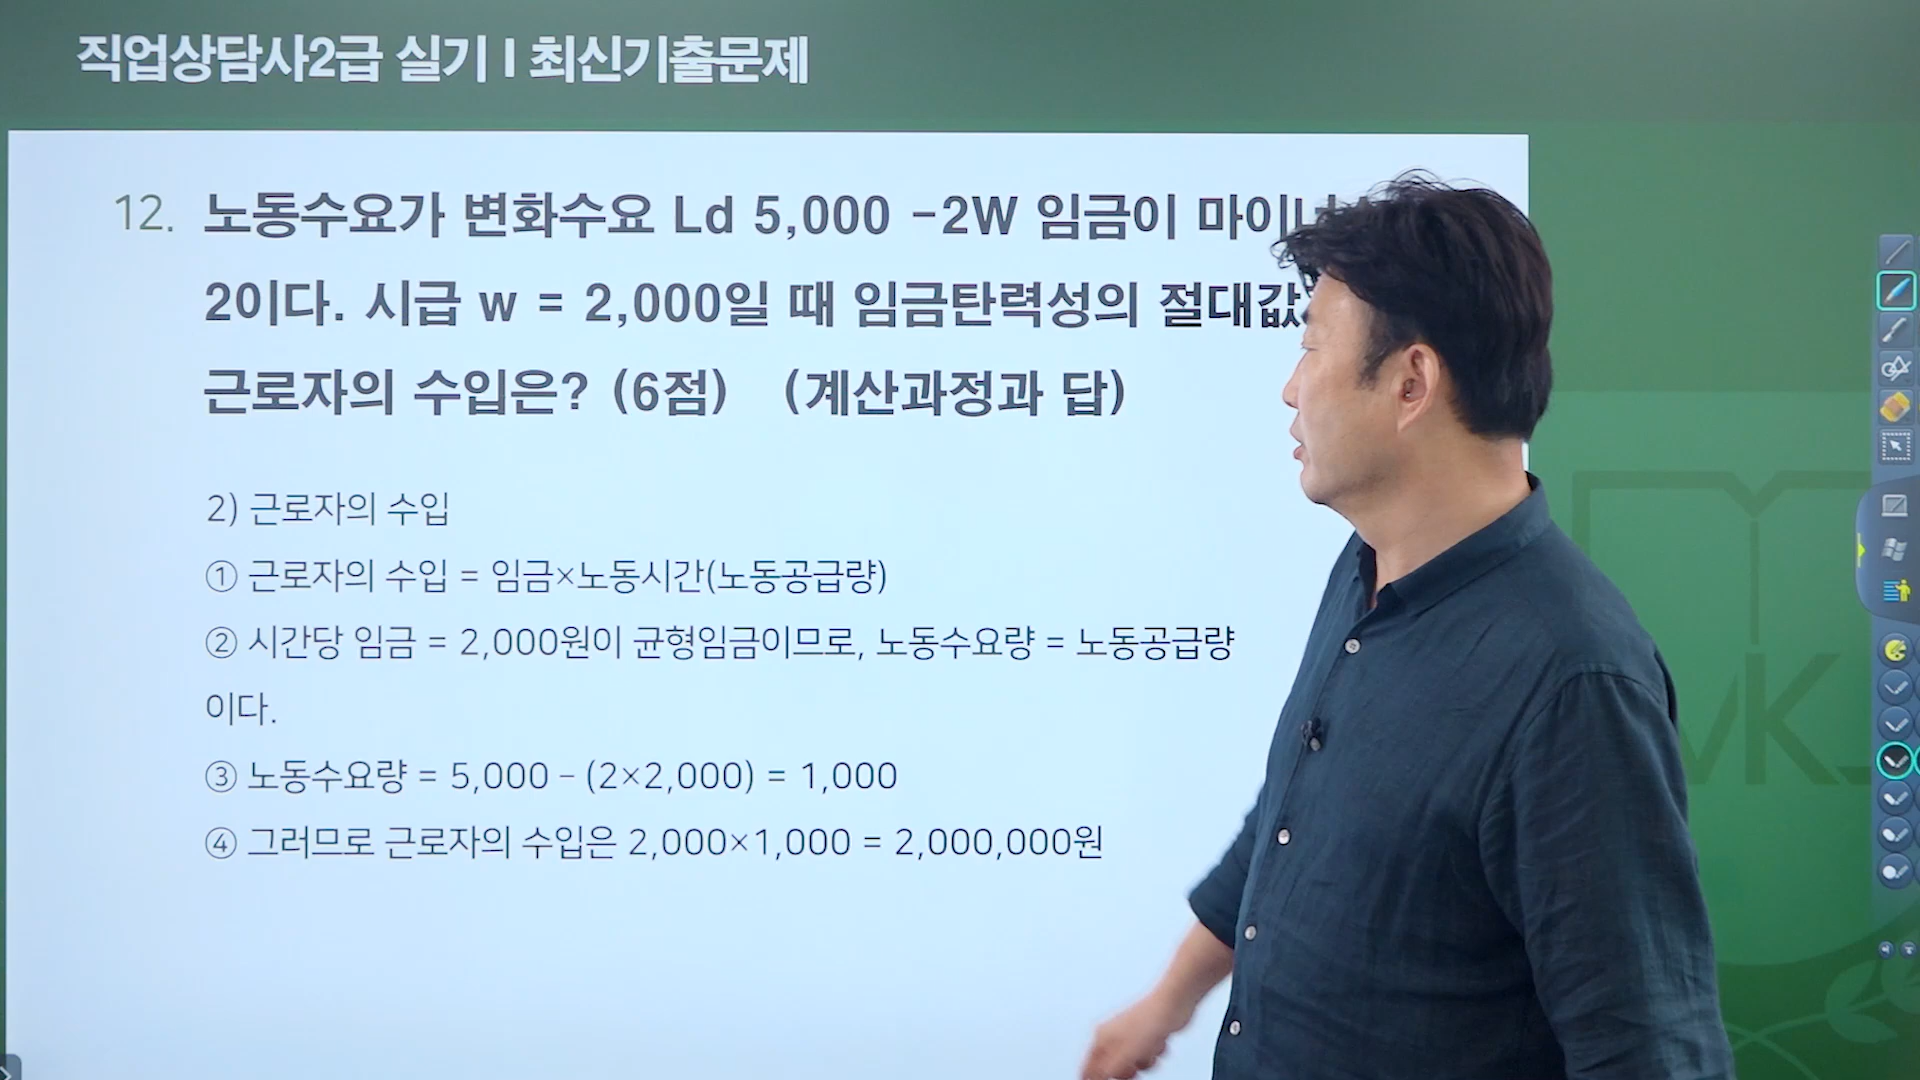 직업상담사2급 실기 I 최신기출문제
12. 노동수요가 변화수요 Ld 5,000 -2W 임금이
2이다. 시급 w = 2,000일 때 임금탄력성의 절대값
근로자의 수입은? (6점) (계산과정과 답)
2) 근로자의 수입
① 근로자의 수입 = 임금×노동시간(노동공급량)
② 시간당 임금 = 2,000원이 균형임금이므로, 노동수요량 = 노동공급량
이다.
③ 노동수요량 = 5,000 – (2×2,000) = 1,000
④ 그러므로 근로자의 수입은 2,000×1,000 = 2,000,000원